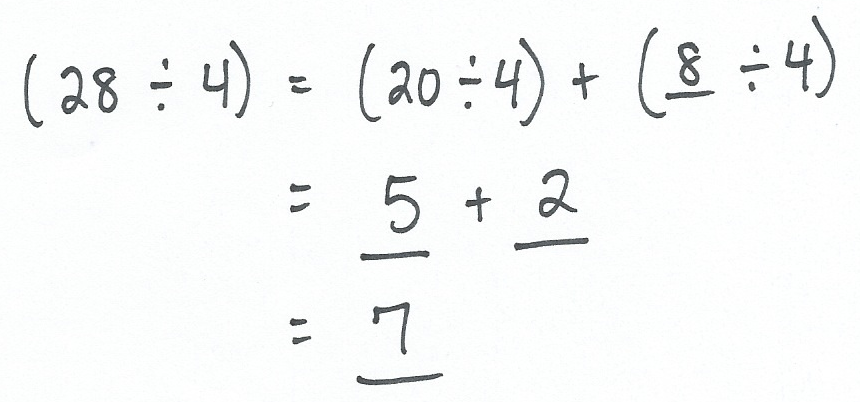 (28 ÷ 4) = (20 ÷ 4) + (8 ÷ 4)
= 5 + 2
= 7